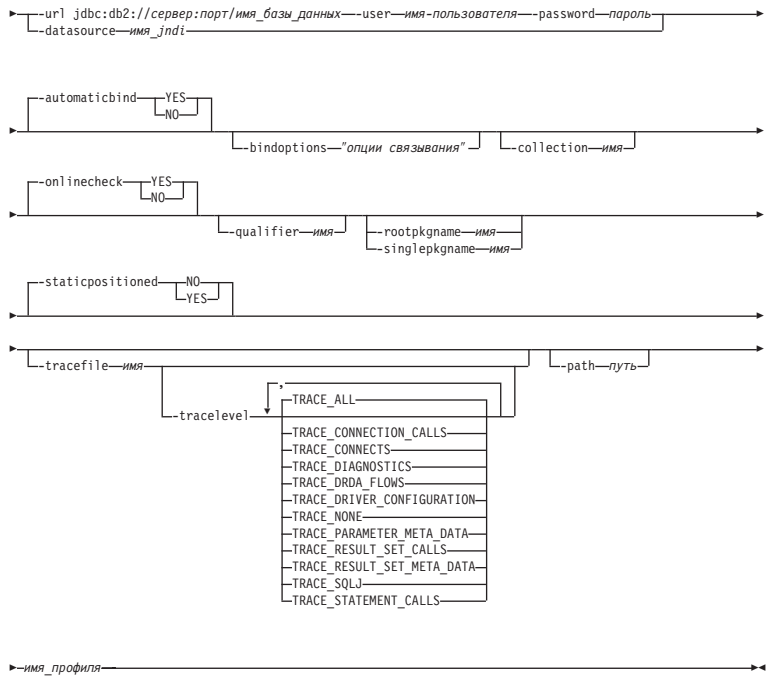 -url jdbc:db2://сервер:порт/имя_базы_данных -user имя-пользователя -password пароль
-datasource имя_jndi
-automaticbind YES
NO
-bindoptions "опции связывания" -collection имя
-onlinecheck YES
NO
-qualifier имя -rootpkgname имя
-singlepkgname имя
-staticpositioned NO
YES
-tracefile имя -path путь
,
-tracelevel TRACE_ALL
TRACE_CONNECTION_CALLS
TRACE_CONNECTS
TRACE_DIAGNOSTICS
TRACE_DRDA_FLOWS
TRACE_DRIVER_CONFIGURATION
TRACE_NONE
TRACE_PARAMETER_META_DATA
TRACE_RESULT_SET_CALLS
TRACE_RESULT_SET_META_DATA
TRACE_SQLJ
TRACE_STATEMENT_CALLS
имя_профиля